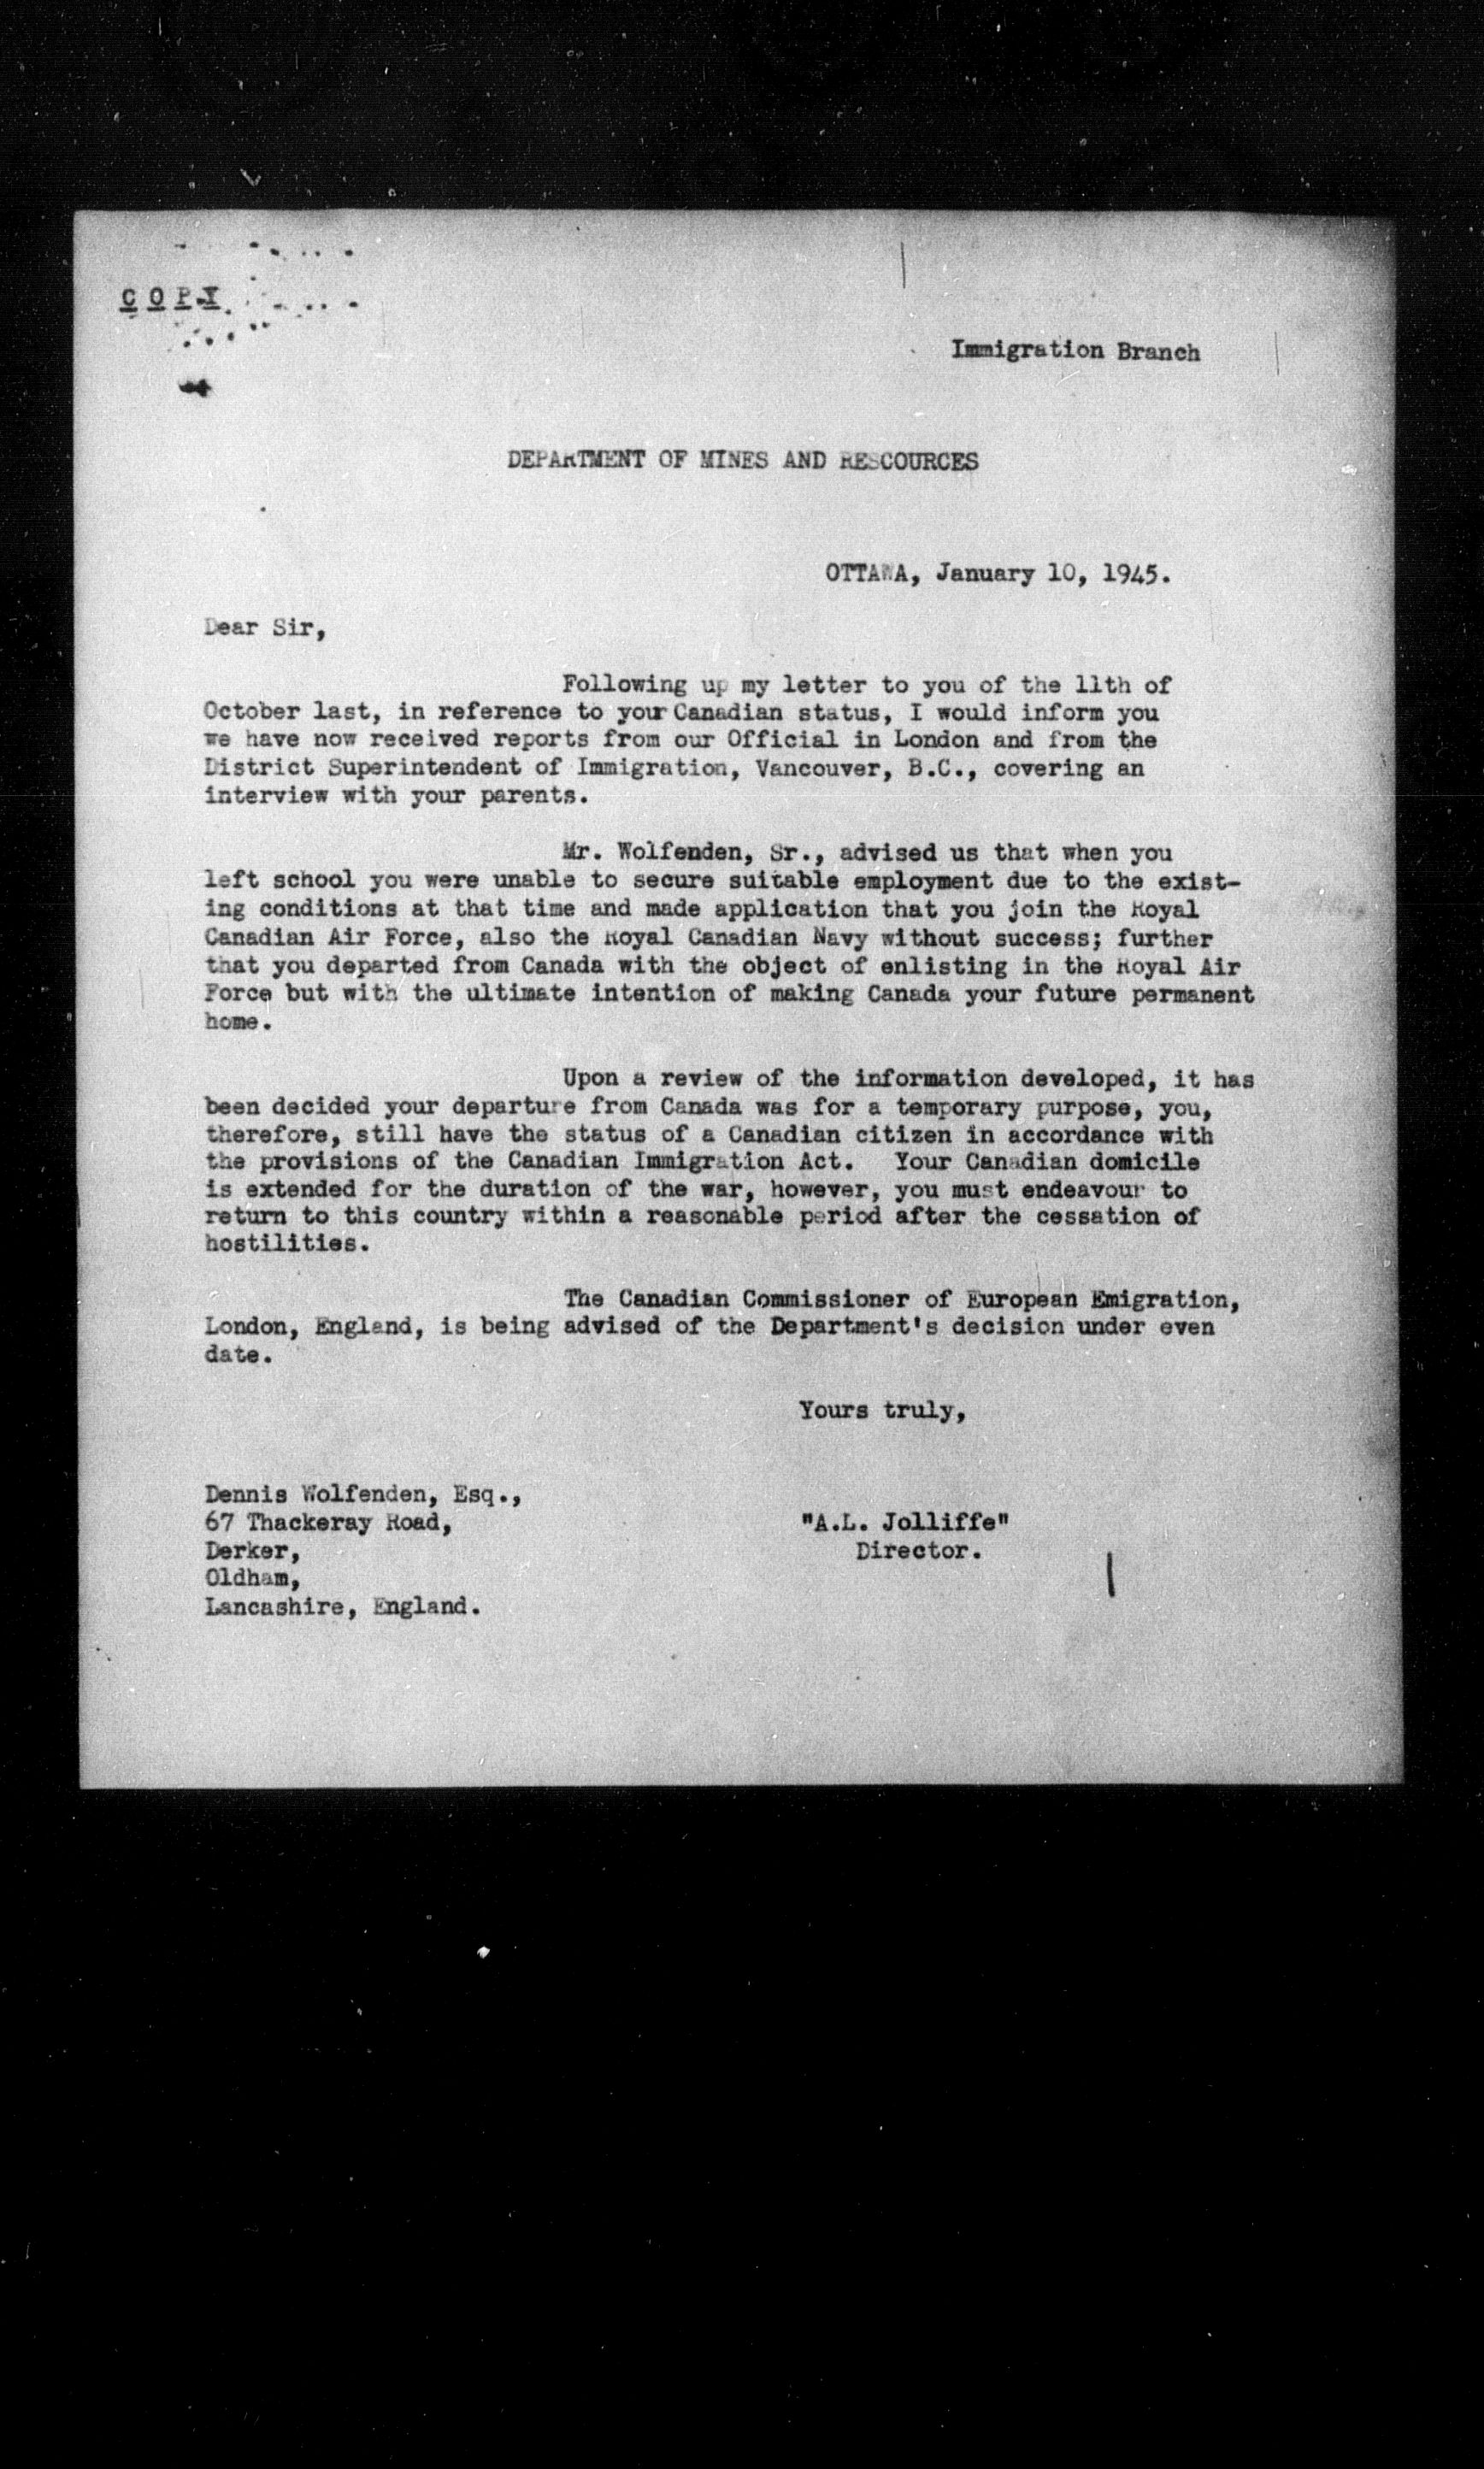 COPY
Immigration Branch
DEPARTMENT OF MINES AND RESCOURCES
OTTAWA, January 10, 1945.
Dear Sir,
Following up my letter to you of the 11th of
October last, in reference to your Canadian status, I would inform you
we have now received reports from our Official in London and from the
District Superintendent of Immigration, Vancouver, B.C., covering an
interview with your parents.
Mr. Wolfenden, Sr., advised us that when you
left school you were unable to secure suitable employment due to the exist-
ing conditions at that time and made application that you join the Royal
Canadian Air Force, also the Royal Canadian Navy without success; further
that you departed from Canada with the object of enlisting in the Royal Air
Force but with the ultimate intention of making Canada your future permanent
home.
Upon a review of the information developed, it has
been decided your departure from Canada was for a temporary purpose, you,
therefore, still have the status of a Canadian citizen in accordance with
the provisions of the Canadian Immigration Act. Your Canadian domicile
is extended for the duration of the war, however, you must endeavour to
return to this country within a reasonable period after the cessation of
hostilities.
The Canadian Commissioner of European Emigration,
London, England, is being advised of the Department's decision under even
date.
Yours truly,
Dennis Wolfenden, Esq.,
67 Thackeray Road,
Derker,
Oldham,
Lancashire, England.
"A.L. Jolliffe"
Director.